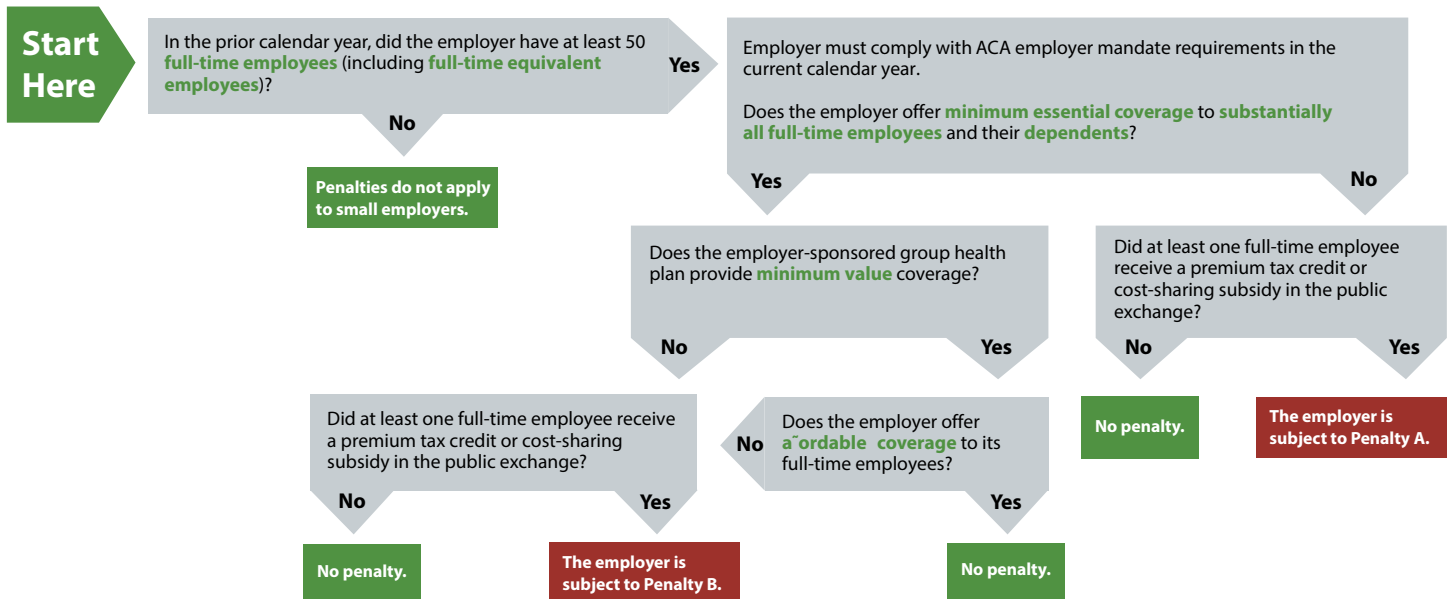 Start
Here
In the prior calendar year, did the employer have at least 50
full-time employees (including full-time equivalent
employees)?
Yes
No
Penalties do not apply
to small employers.
Employer must comply with ACA employer mandate requirements in the
current calendar year.
Does the employer offer minimum essential coverage to substantially
all full-time employees and their dependents?
Yes
No
Does the employer-sponsored group health
plan provide minimum value coverage?
No
Yes
Did at least one full-time employee
receive a premium tax credit or
cost-sharing subsidy in the public
exchange?
No
Yes
Did at least one full-time employee receive
a premium tax credit or cost-sharing
subsidy in the public exchange?
No
Yes
No
Does the employer offer
a˜ordable coverage to its
full-time employees?
Yes
No penalty.
The employer is
subject to Penalty A.
No penalty.
The employer is
subject to Penalty B.
No penalty.